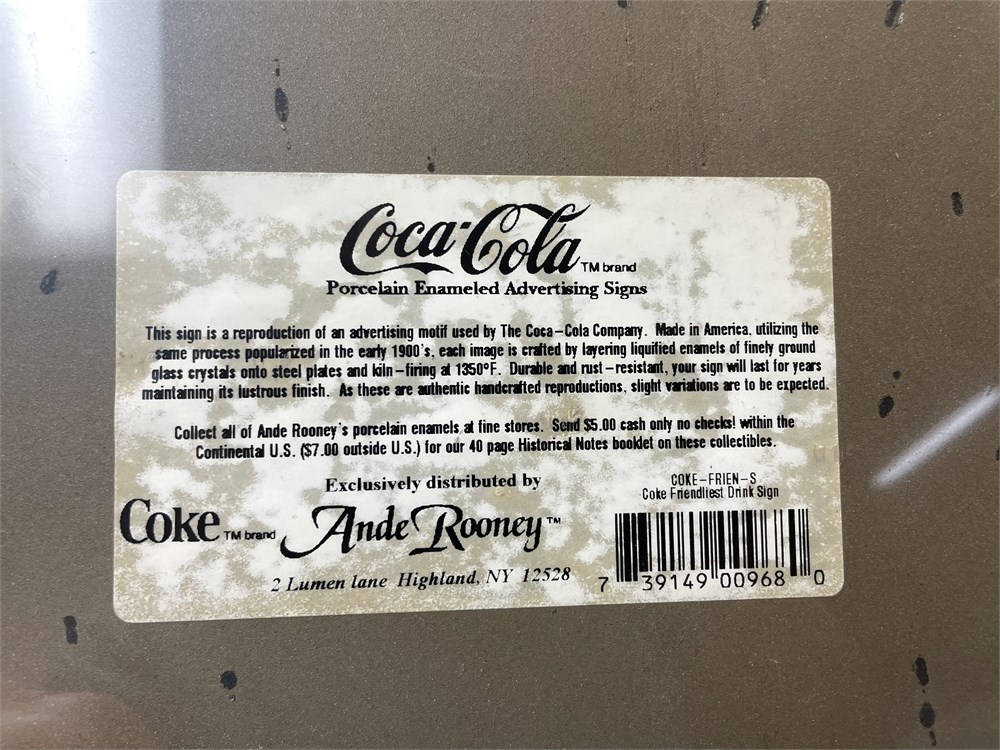 Coca-Cola TM brand
Porcelain Enameled Advertising Signs
This sign is a reproduction of an advertising motif used by The Coca-Cola Company. Made in America, utilizing the
same process popularized in the early 1900's, each image is crafted by layering liquified enamels of finely ground
glass crystals onto steel plates and kiln-firing at 1350°F. Durable and rust-resistant, your sign will last for years
maintaining its lustrous finish. As these are authentic handcrafted reproductions, slight variations are to be expected.
Collect all of Ande Rooney's porcelain enamels at fine stores. Send $5.00 cash only no checks! within the
Continental U.S. ($7.00 outside U.S.) for our 40 page Historical Notes booklet on these collectibles.
Exclusively distributed by
Coke TM brand
Ande Rooney TM
2 Lumen lane Highland, NY 12528
COKE-FRIEN-S
Coke Friendliest Drink Sign
7 39149 00968 0